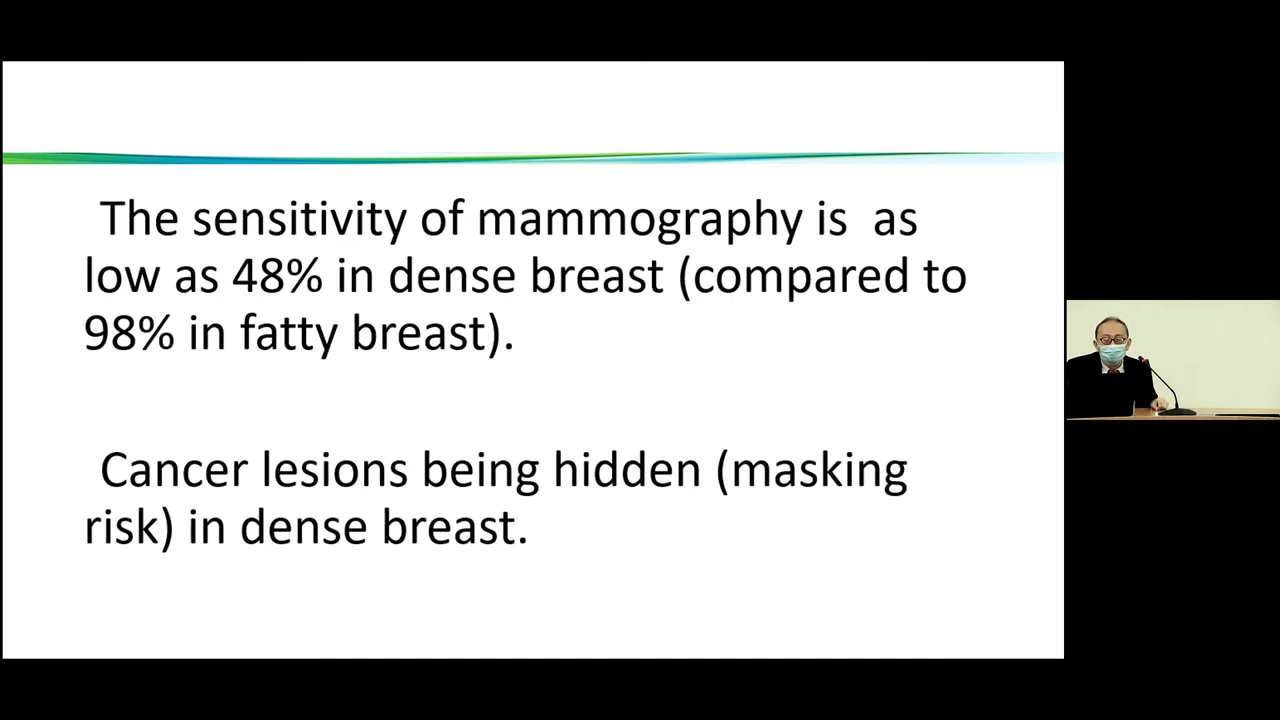 The sensitivity of mammography is  as
low as 48% in dense breast (compared to
98% in fatty breast).
Cancer lesions being hidden (masking
risk) in dense breast.